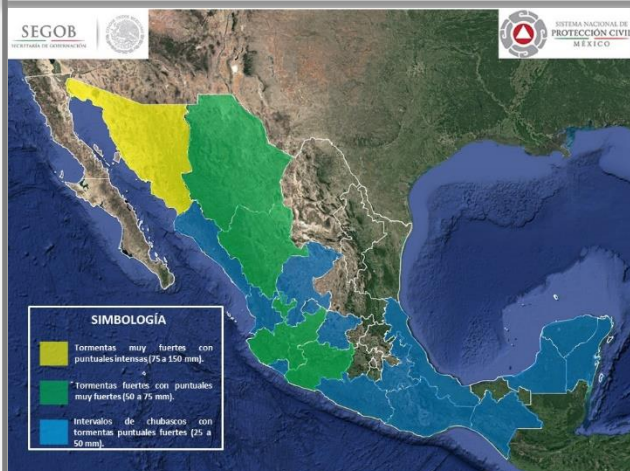 SEGOB
SECRETARÍA DE GOBERNACIÓN
SISTEMA NACIONAL DE
PROTECCIÓN CIVIL
MÉXICO
SIMBOLOGÍA
Tormentas muy fuertes con
puntuales intensas (75 a 150 mm).
Tormentas fuertes con puntuales
muy fuertes (50 a 75 mm).
Intervalos de chubascos con
tormentas puntuales fuertes (25 a
50 mm).